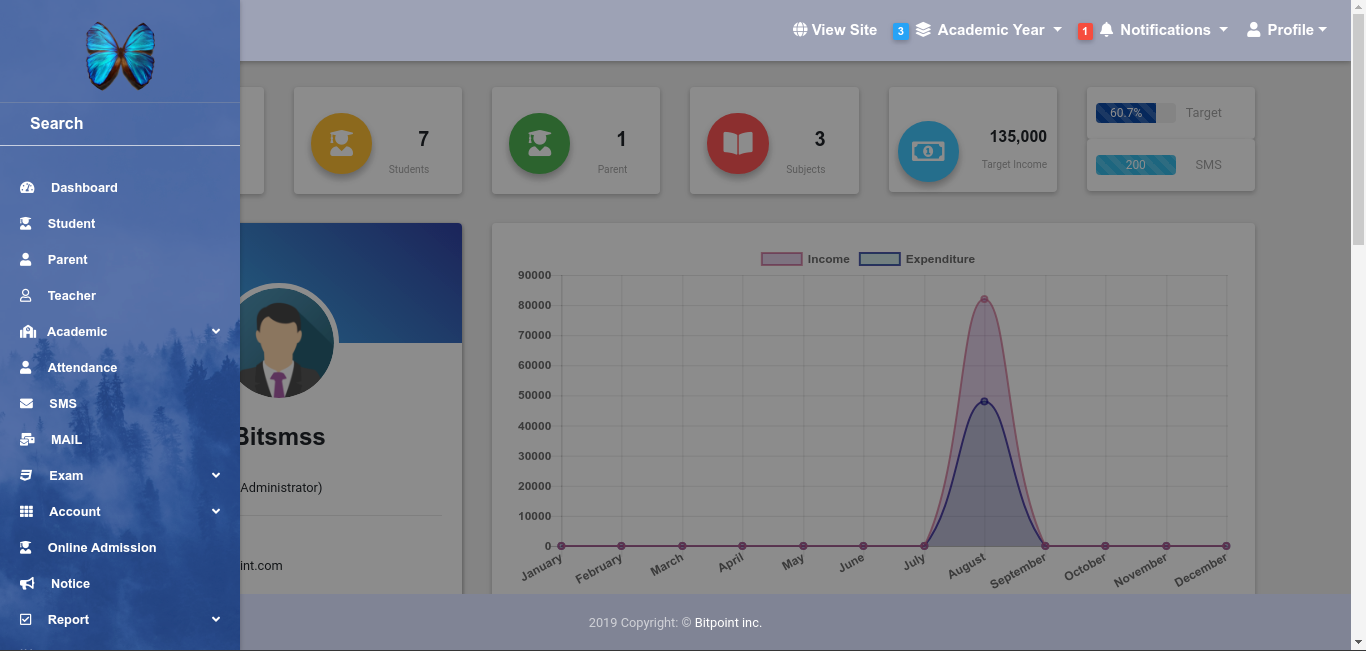 View Site
3
Academic Year
1
Notifications
Profile
Search
Dashboard
Student
Parent
Teacher
Academic
Attendance
SMS
MAIL
Exam
Account
Online Admission
Notice
Report
7
Students
1
Parent
3
Subjects
135,000
Target Income
60.7%
Target
200
SMS
Bitsmss
Administrator)
int.com
Income
Expenditure
90000
80000
70000
60000
50000
40000
30000
20000
10000
0
January
February
March
April
May
June
July
August
September
October
November
December
2019 Copyright: © Bitpoint inc.